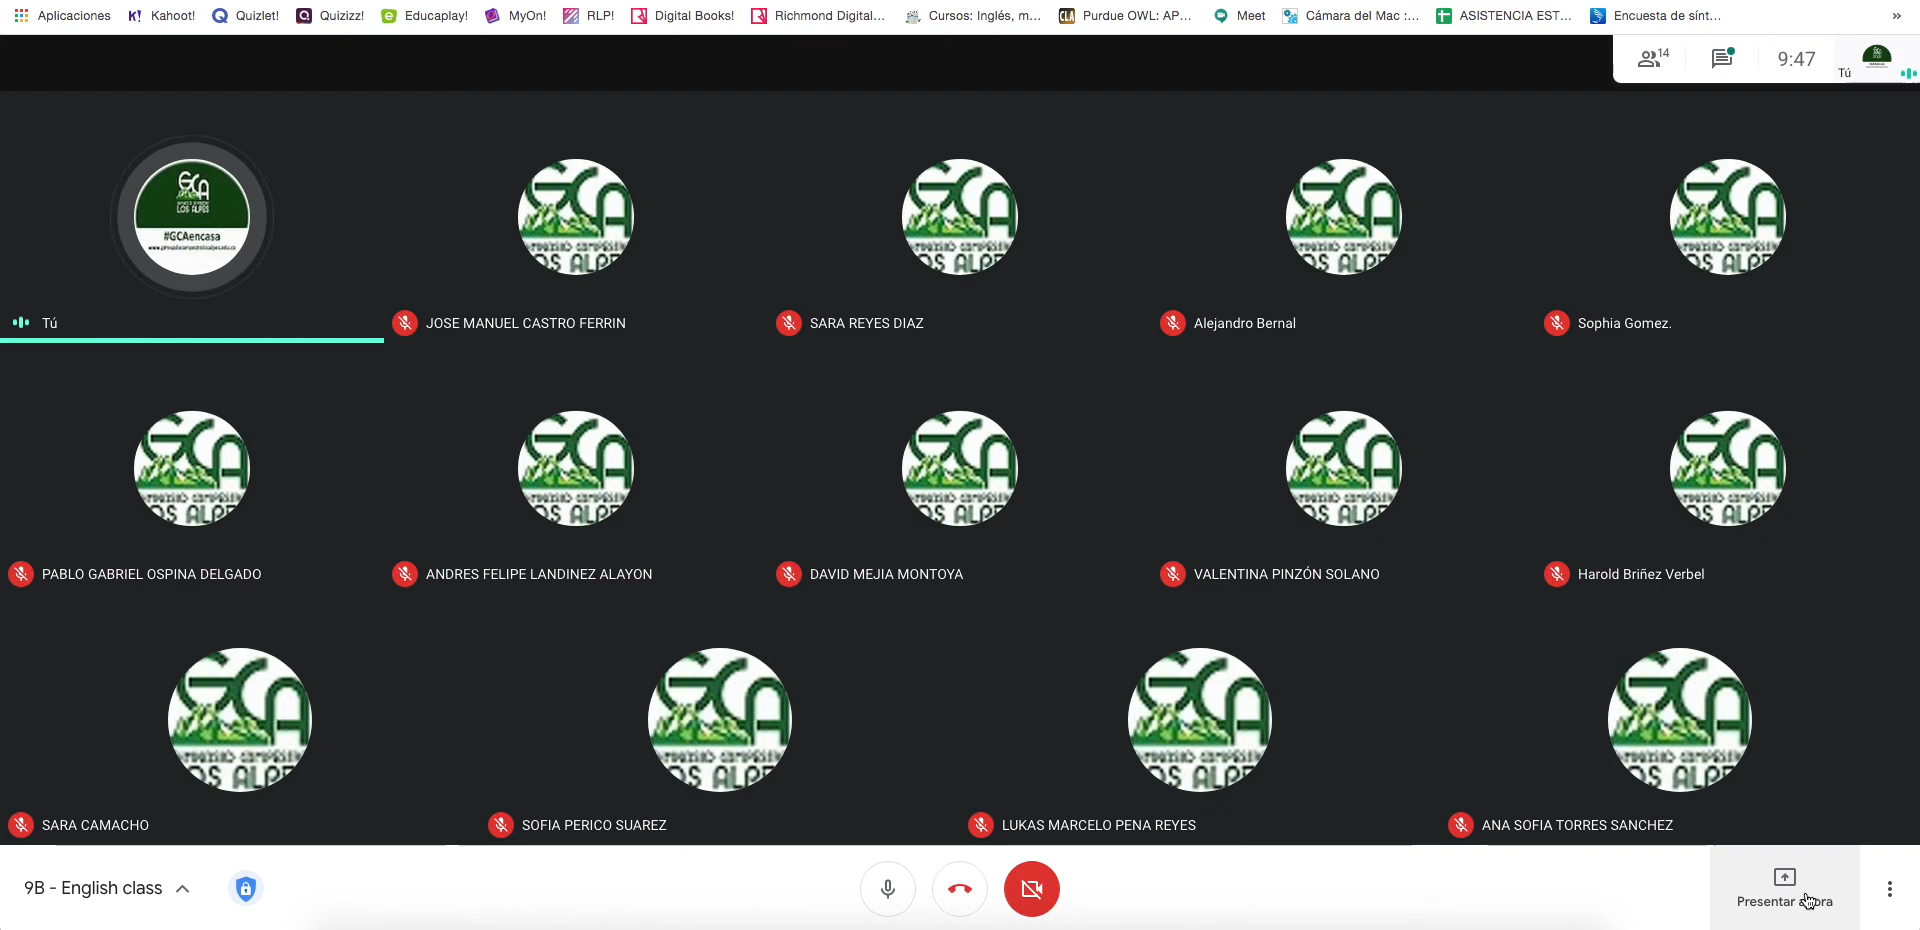 Aplicaciones Kahoot! Quizlet! Quizizz! Educaplay! MyOn! RLP! Digital Books! Richmond Digital... Cursos: Inglés, m... Purdue OWL: AP... Meet Cámara del Mac :... ASISTENCIA EST... Encuesta de sínt... »
14 9:47 Tú
GCA
LOS ALPES
#GCAencasa
Tú JOSE MANUEL CASTRO FERRIN SARA REYES DIAZ Alejandro Bernal Sophia Gomez.
PABLO GABRIEL OSPINA DELGADO ANDRES FELIPE LANDINEZ ALAYON DAVID MEJIA MONTOYA VALENTINA PINZÓN SOLANO Harold Briñez Verbel
SARA CAMACHO SOFIA PERICO SUAREZ LUKAS MARCELO PENA REYES ANA SOFIA TORRES SANCHEZ
9B - English class
Presentar ahora